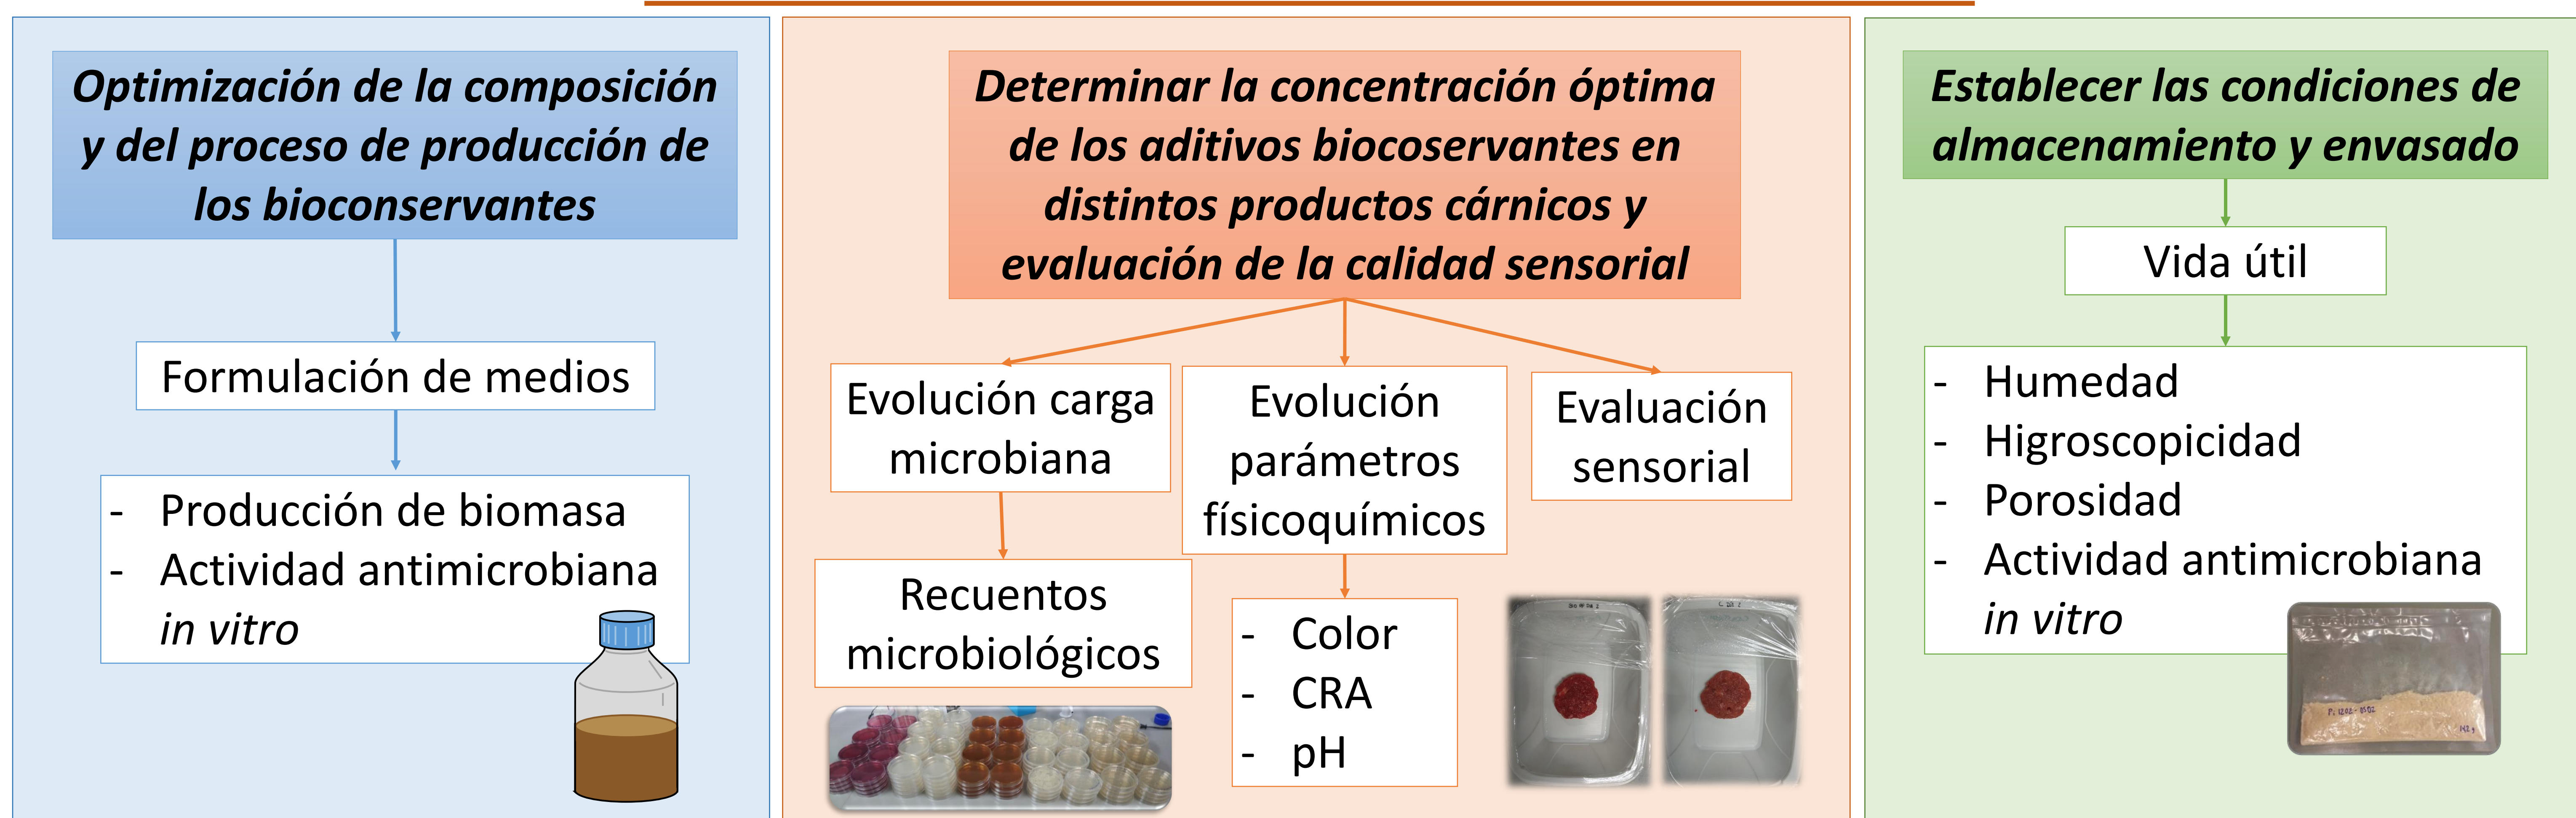 Optimización de la composición
y del proceso de producción de
los bioconservantes
Formulación de medios
- Producción de biomasa
- Actividad antimicrobiana
in vitro
Determinar la concentración óptima
de los aditivos biocoservantes en
distintos productos cárnicos y
evaluación de la calidad sensorial
Evolución carga
microbiana
Recuentos
microbiológicos
Evolución
parámetros
físicoquímicos
- Color
- CRA
- pH
Evaluación
sensorial
Establecer las condiciones de
almacenamiento y envasado
Vida útil
- Humedad
- Higroscopicidad
- Porosidad
- Actividad antimicrobiana
in vitro